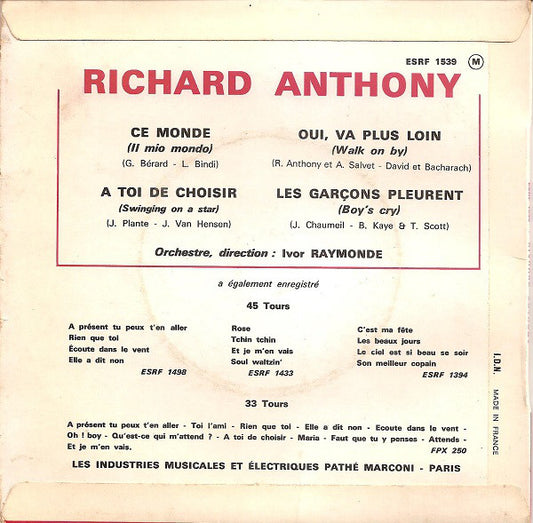 ESRF 1539 M
RICHARD ANTHONY
CE MONDE
(Il mio mondo)
(G. Bérard - L. Bindi)
OUI, VA PLUS LOIN
(Walk on by)
(R. Anthony et A. Salvet - David et Bacharach)
A TOI DE CHOISIR
(Swinging on a star)
(J. Plante - J. Van Hensen)
LES GARÇONS PLEURENT
(Boy's cry)
(J. Chaumeil - B. Kaye & T. Scott)
Orchestre, direction : Ivor RAYMONDE
a également enregistré
45 Tours
A présent tu peux t'en aller
Rien que toi
Écoute dans le vent
Elle a dit non
ESRF 1498
Rose
Tchin tchin
Et je m'en vais
Soul waltzin'
ESRF 1433
C'est ma fête
Les beaux jours
Le ciel est si beau se soir
Son meilleur copain
ESRF 1394
33 Tours
A présent tu peux t'en aller - Toi l'ami - Rien que toi - Elle a dit non - Ecoute dans le vent -
Oh ! boy - Qu'est-ce qui m'attend ? - A toi de choisir - Maria - Faut que tu y penses - Attends -
Et je m'en vais.
FPX 250
LES INDUSTRIES MUSICALES ET ÉLECTRIQUES PATHÉ MARCONI - PARIS
I.D.N. MADE IN FRANCE